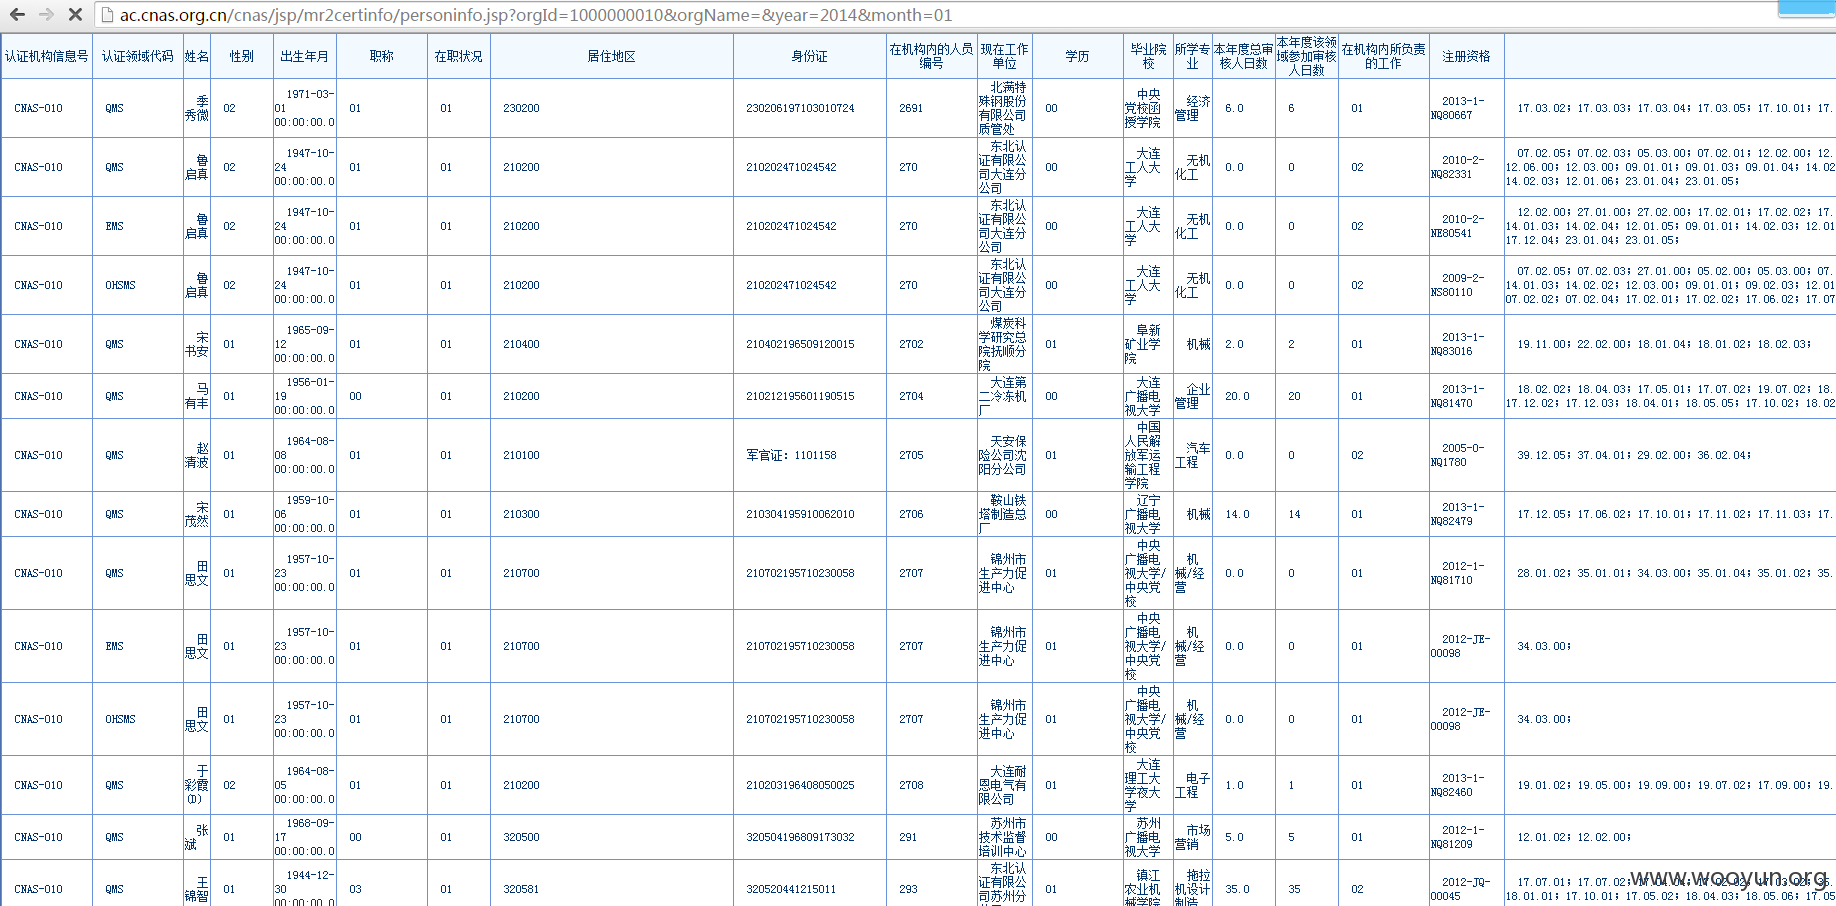 ac.cnas.org.cn/cnas/jsp/mr2certinfo/personinfo.jsp?orgId=1000000010&orgName=&year=2014&month=01
认证机构信息号 认证领域代码 姓名 性别 出生年月 职称 在职状况 居住地区 身份证 在机构内的人员编号 现在工作单位 学历 毕业院校 所学专业 本年度总审核人日数 本年度该领域参加审核人日数 在机构内所负责的工作 注册资格
CNAS-010 QMS 季秀微 02 1971-03-01 00:00:00.0 01 01 230200 230206197103010724 2691 北满特殊钢股份有限公司质管处 00 中央党校函授学院 经济管理 6.0 6 01 2013-1-NQ80667 17.03.02; 17.03.03; 17.03.04; 17.03.05; 17.10.01; 17.
CNAS-010 QMS 鲁启真 02 1947-10-24 00:00:00.0 01 01 210200 210202471024542 270 东北认证有限公司大连分公司 00 大连工人大学 无机化工 0.0 0 02 2010-2-NQ82331 07.02.05; 07.02.03; 05.03.00; 07.02.01; 12.02.00; 12.
12.06.00; 12.03.00; 09.01.01; 09.01.03; 09.01.04; 14.02
14.02.03; 12.01.06; 23.01.04; 23.01.05;
CNAS-010 EMS 鲁启真 02 1947-10-24 00:00:00.0 01 01 210200 210202471024542 270 东北认证有限公司大连分公司 00 大连工人大学 无机化工 0.0 0 02 2010-2-NE80541 12.02.00; 27.01.00; 27.02.00; 17.02.01; 17.02.02; 17.
14.01.03; 14.02.04; 12.01.05; 09.01.01; 14.02.03; 12.01
17.12.04; 23.01.04; 23.01.05;
CNAS-010 OHSMS 鲁启真 02 1947-10-24 00:00:00.0 01 01 210200 210202471024542 270 东北认证有限公司大连分公司 00 大连工人大学 无机化工 0.0 0 02 2009-2-NS80110 07.02.05; 07.02.03; 27.01.00; 05.02.00; 05.03.00; 07.
14.01.03; 14.02.02; 12.03.00; 09.01.01; 09.02.03; 12.01
07.02.02; 07.02.04; 17.02.01; 17.02.02; 17.06.02; 17.07
CNAS-010 QMS 宋书安 01 1965-09-12 00:00:00.0 01 01 210400 210402196509120015 2702 煤炭科学研究总院抚顺分院 01 阜新矿业学院 机械 2.0 2 01 2013-1-NQ83016 19.11.00; 22.02.00; 18.01.04; 18.01.02; 18.02.03;
CNAS-010 QMS 马有丰 01 1956-01-19 00:00:00.0 00 01 210200 210212195601190515 2704 大连第二冷冻机厂 00 大连广播电视大学 企业管理 20.0 20 01 2013-1-NQ81470 18.02.02; 18.04.03; 17.05.01; 17.07.02; 19.07.02; 18.
17.12.02; 17.12.03; 18.04.01; 18.05.05; 17.10.02; 18.02
CNAS-010 QMS 赵清波 01 1964-08-08 00:00:00.0 01 01 210100 军官证: 1101158 2705 天安保险公司沈阳分公司 01 中国人民解放军运输工程学院 汽车工程 0.0 0 02 2005-0-NQ1780 39.12.05; 37.04.01; 29.02.00; 36.02.04;
CNAS-010 QMS 宋茂然 01 1959-10-06 00:00:00.0 01 01 210300 210304195910062010 2706 鞍山铁塔制造总厂 00 辽宁广播电视大学 机械 14.0 14 01 2013-1-NQ82479 17.12.05; 17.06.02; 17.10.01; 17.11.02; 17.11.03; 17.
CNAS-010 QMS 田思文 01 1957-10-23 00:00:00.0 01 01 210700 210702195710230058 2707 锦州市生产力促进中心 01 中央广播电视大学/中央党校 机械/经营 0.0 0 01 2012-1-NQ81710 28.01.02; 35.01.01; 34.03.00; 35.01.04; 35.01.02; 35.
CNAS-010 EMS 田思文 01 1957-10-23 00:00:00.0 01 01 210700 210702195710230058 2707 锦州市生产力促进中心 01 中央广播电视大学/中央党校 机械/经营 0.0 0 01 2012-JE-00098 34.03.00;
CNAS-010 OHSMS 田思文 01 1957-10-23 00:00:00.0 01 01 210700 210702195710230058 2707 锦州市生产力促进中心 01 中央广播电视大学/中央党校 机械/经营 0.0 0 01 2012-JE-00098 34.03.00;
CNAS-010 QMS 于彩霞(D) 02 1964-08-05 00:00:00.0 01 01 210200 210203196408050025 2708 大连耐恩电气有限公司 01 大连理工大学夜大学 电子工程 1.0 1 01 2013-1-NQ82460 19.01.02; 19.05.00; 19.09.00; 19.07.02; 17.09.00; 19.
CNAS-010 QMS 张斌 01 1968-09-17 00:00:00.0 00 01 320500 320504196809173032 291 苏州市技术监督培训中心 00 苏州广播电视大学 市场营销 5.0 5 01 2012-1-NQ81209 12.01.02; 12.02.00;
CNAS-010 QMS 王锦智 01 1944-12-30 00:00:00.0 03 01 320581 320520441215011 293 东北认证有限公司苏州分 01 镇江农业机械学院 拖拉机设计制造 35.0 35 02 2012-JQ-00045 17.07.01; 17.07.02; 17.04.04; 17.02.02; 17.03.02; 35.
18.01.01; 17.10.01; 17.05.02; 18.04.03; 18.05.06; 17.05
www.wooyun.org